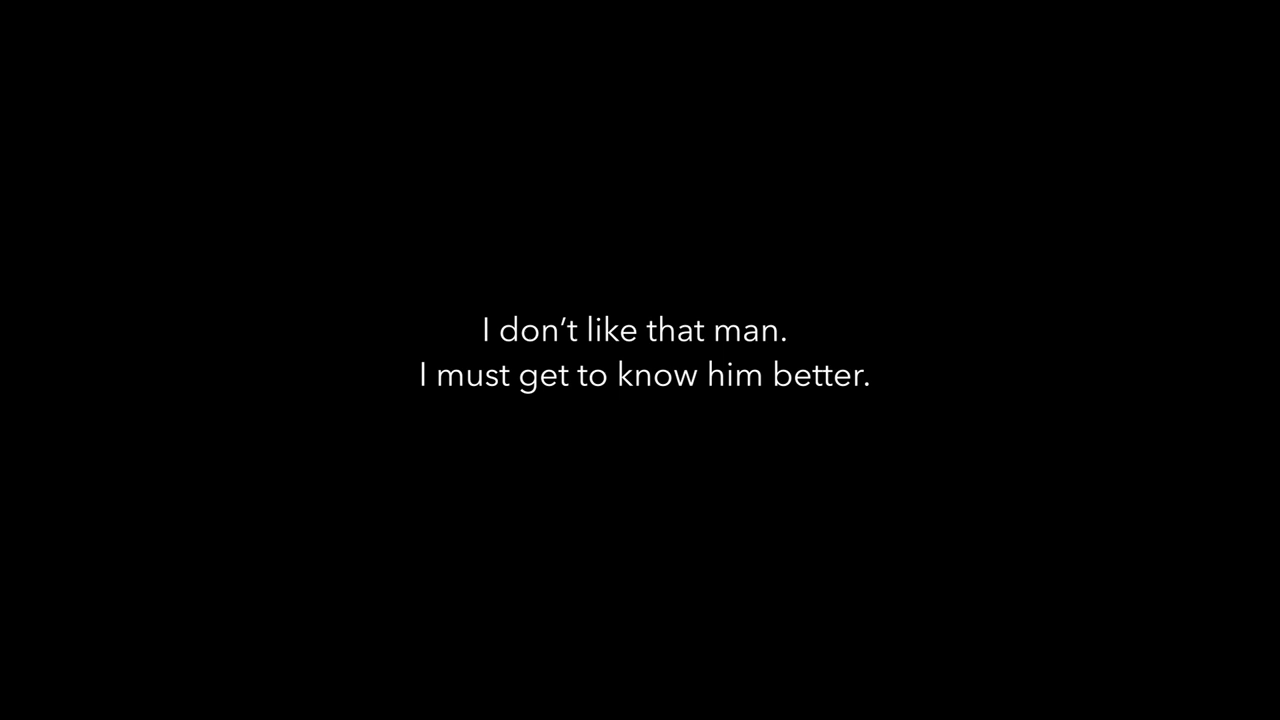 I don’t like that man.
I must get to know him better.